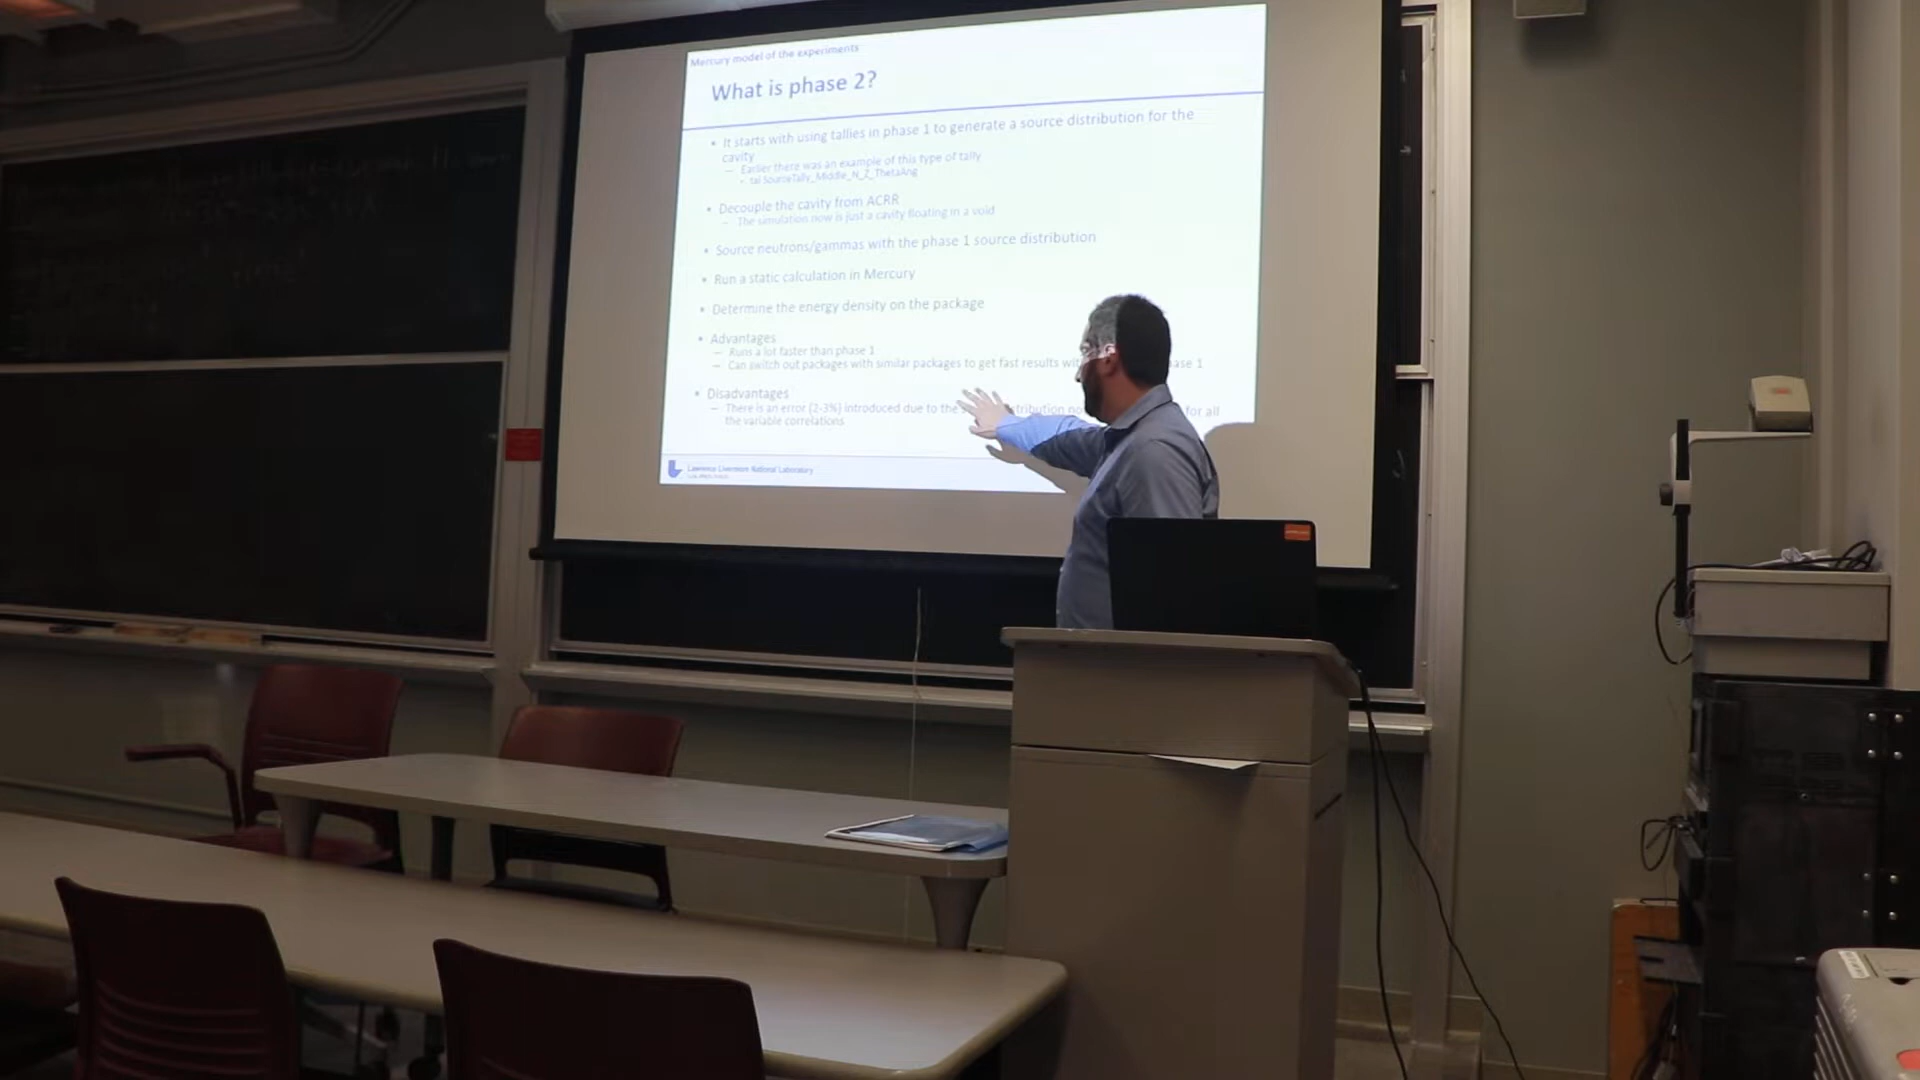 Mercury model of the experiments
What is phase 2?
• It starts with using tallies in phase 1 to generate a source distribution for the
cavity
– Earlier there was an example of this type of tally
• tal SourceTally_Middle_N_Z_ThetaAng
• Decouple the cavity from ACRR
– The simulation now is just a cavity floating in a void
• Source neutrons/gammas with the phase 1 source distribution
• Run a static calculation in Mercury
• Determine the energy density on the package
• Advantages
– Runs a lot faster than phase 1
– Can switch out packages with similar packages to get fast results
• Disadvantages
– There is an error (2-3%) introduced due to the for all
the variable correlations
Lawrence Livermore National Laboratory